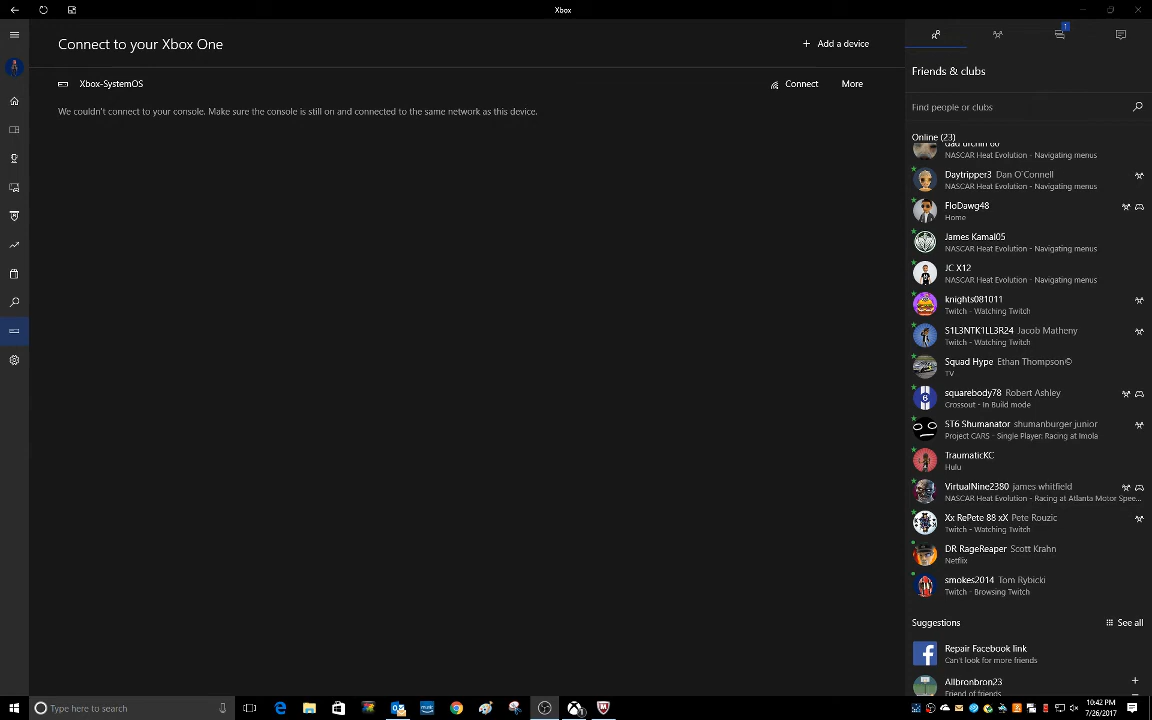 Xbox
Connect to your Xbox One
+ Add a device
Xbox-SystemOS
Connect
More
We couldn't connect to your console. Make sure the console is still on and connected to the same network as this device.
1
Friends & clubs
Find people or clubs
Online (23)
dad urchin 66
NASCAR Heat Evolution - Navigating menus
Daytripper3 Dan O'Connell
NASCAR Heat Evolution - Navigating menus
FloDawg48
Home
James Kamal05
NASCAR Heat Evolution - Navigating menus
JC X12
NASCAR Heat Evolution - Navigating menus
knights081011
Twitch - Watching Twitch
S1L3NTK1LL3R24 Jacob Matheny
Twitch - Watching Twitch
Squad Hype Ethan Thompson©
TV
squarebody78 Robert Ashley
Crossout - In Build mode
ST6 Shumanator shumanburger junior
Project CARS - Single Player: Racing at Imola
TraumaticKC
Hulu
VirtualNine2380 james whitfield
NASCAR Heat Evolution - Racing at Atlanta Motor Spee...
Xx RePete 88 xX Pete Rouzic
Twitch - Watching Twitch
DR RageReaper Scott Krahn
Netflix
smokes2014 Tom Rybicki
Twitch - Browsing Twitch
Suggestions
See all
Repair Facebook link
Can't look for more friends
Allbronbron23
Friend of friends
Type here to search
music
10:42 PM
7/26/2017